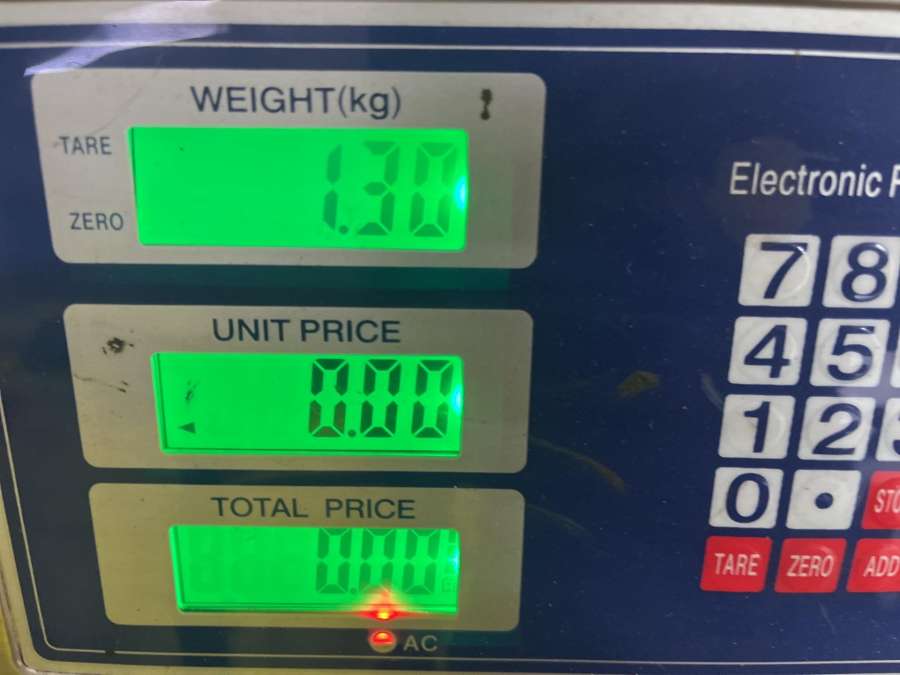 WEIGHT(kg)
TARE
1.30
ZERO
Electronic
UNIT PRICE
0.00
TOTAL PRICE
0.00
AC
7 8
4 5
1 2
0 .
TARE ZERO ADD